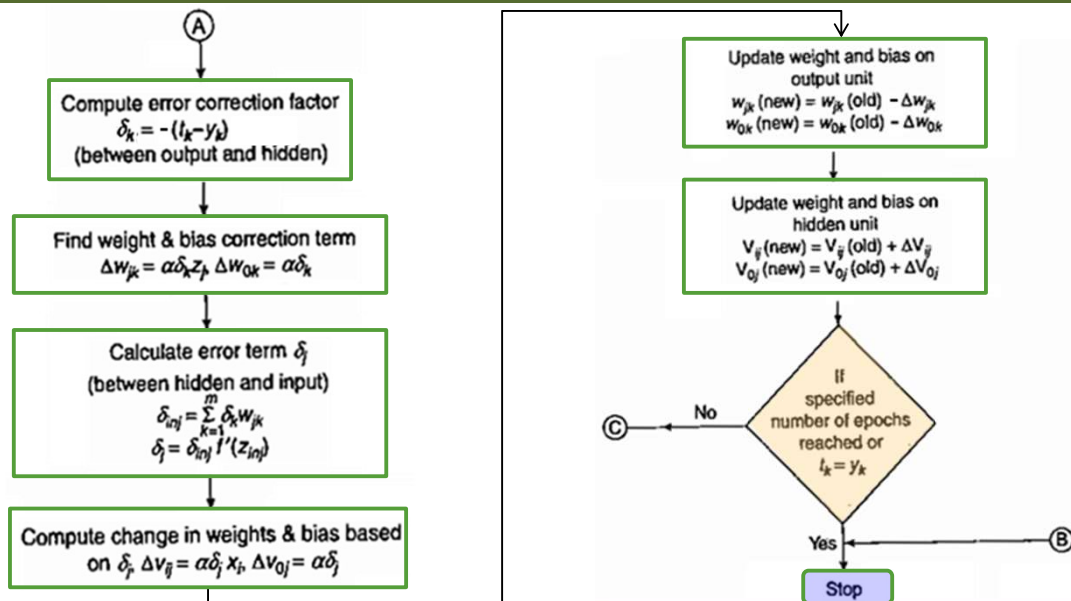 A
Compute error correction factor
δk = -(tk-yk)
(between output and hidden)
Find weight & bias correction term
Δwjk = αδkzj, Δw0k = αδk
Calculate error term δj
(between hidden and input)
m
δinj = Σ δkwjk
k=1
δj = δinj f'(zinj)
Compute change in weights & bias based
on δj, Δvij = αδj xi, Δv0j = αδj
Update weight and bias on
output unit
wjk (new) = wjk (old) - Δwjk
w0k (new) = w0k (old) - Δw0k
Update weight and bias on
hidden unit
Vij (new) = Vij (old) + ΔVij
V0j (new) = V0j (old) + ΔV0j
If
specified
number of epochs
reached or
tk = yk
No
C
Yes
B
Stop